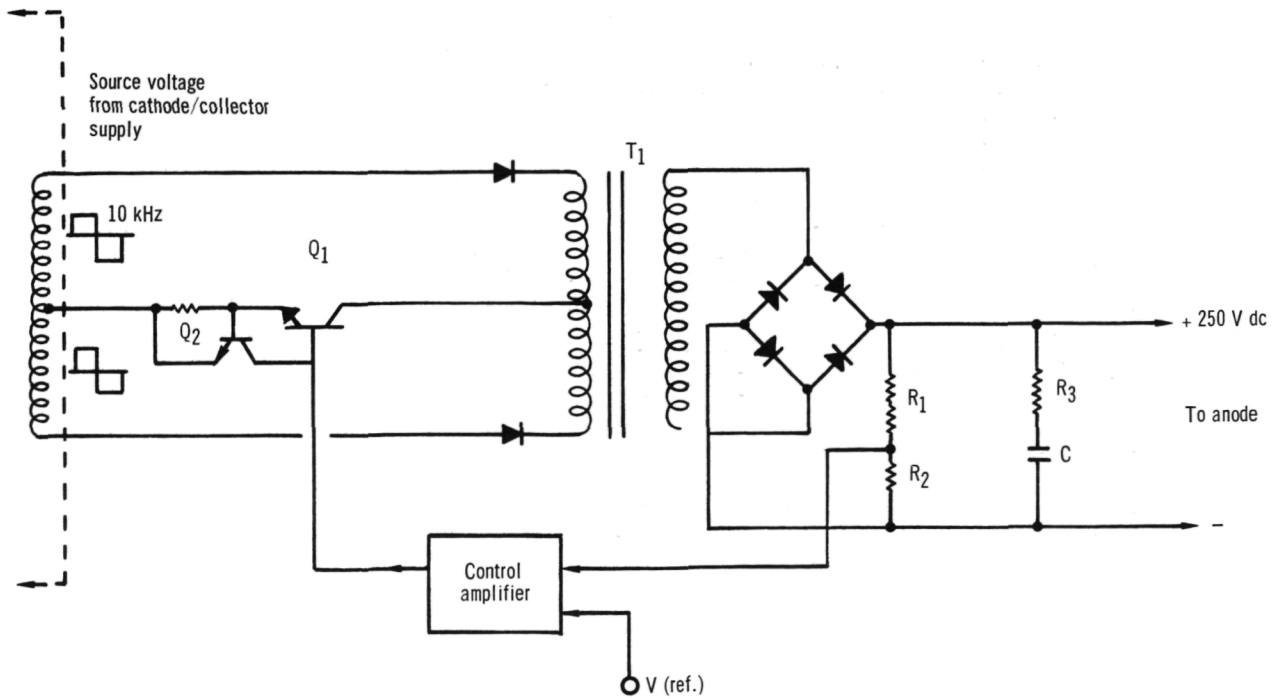 Source voltage
from cathode/collector
supply
T1
10 kHz
Q1
Q2
+ 250 V dc
R1
R3
To anode
C
R2
−
Control
amplifier
V (ref.)